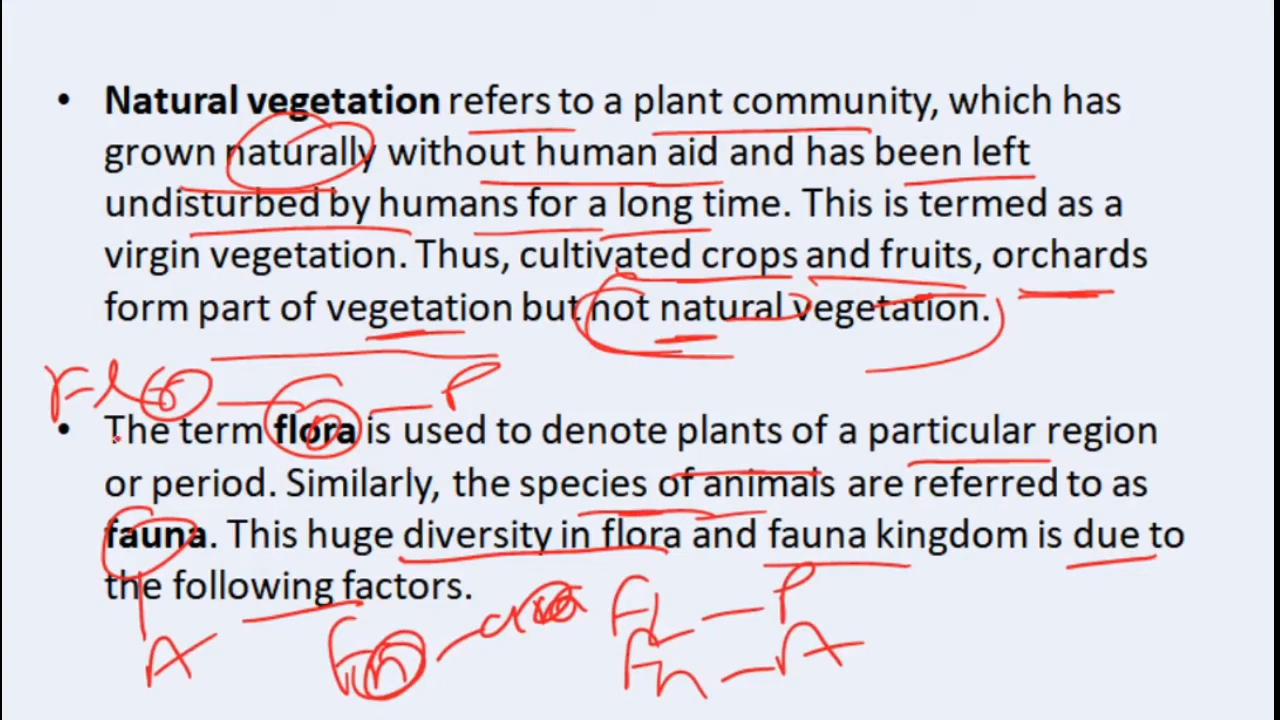 • Natural vegetation refers to a plant community, which has
grown naturally without human aid and has been left
undisturbed by humans for a long time. This is termed as a
virgin vegetation. Thus, cultivated crops and fruits, orchards
form part of vegetation but not natural vegetation.
Flo — — P
• The term flora is used to denote plants of a particular region
or period. Similarly, the species of animals are referred to as
fauna. This huge diversity in flora and fauna kingdom is due to
the following factors.
Fl — P
A Fn — A